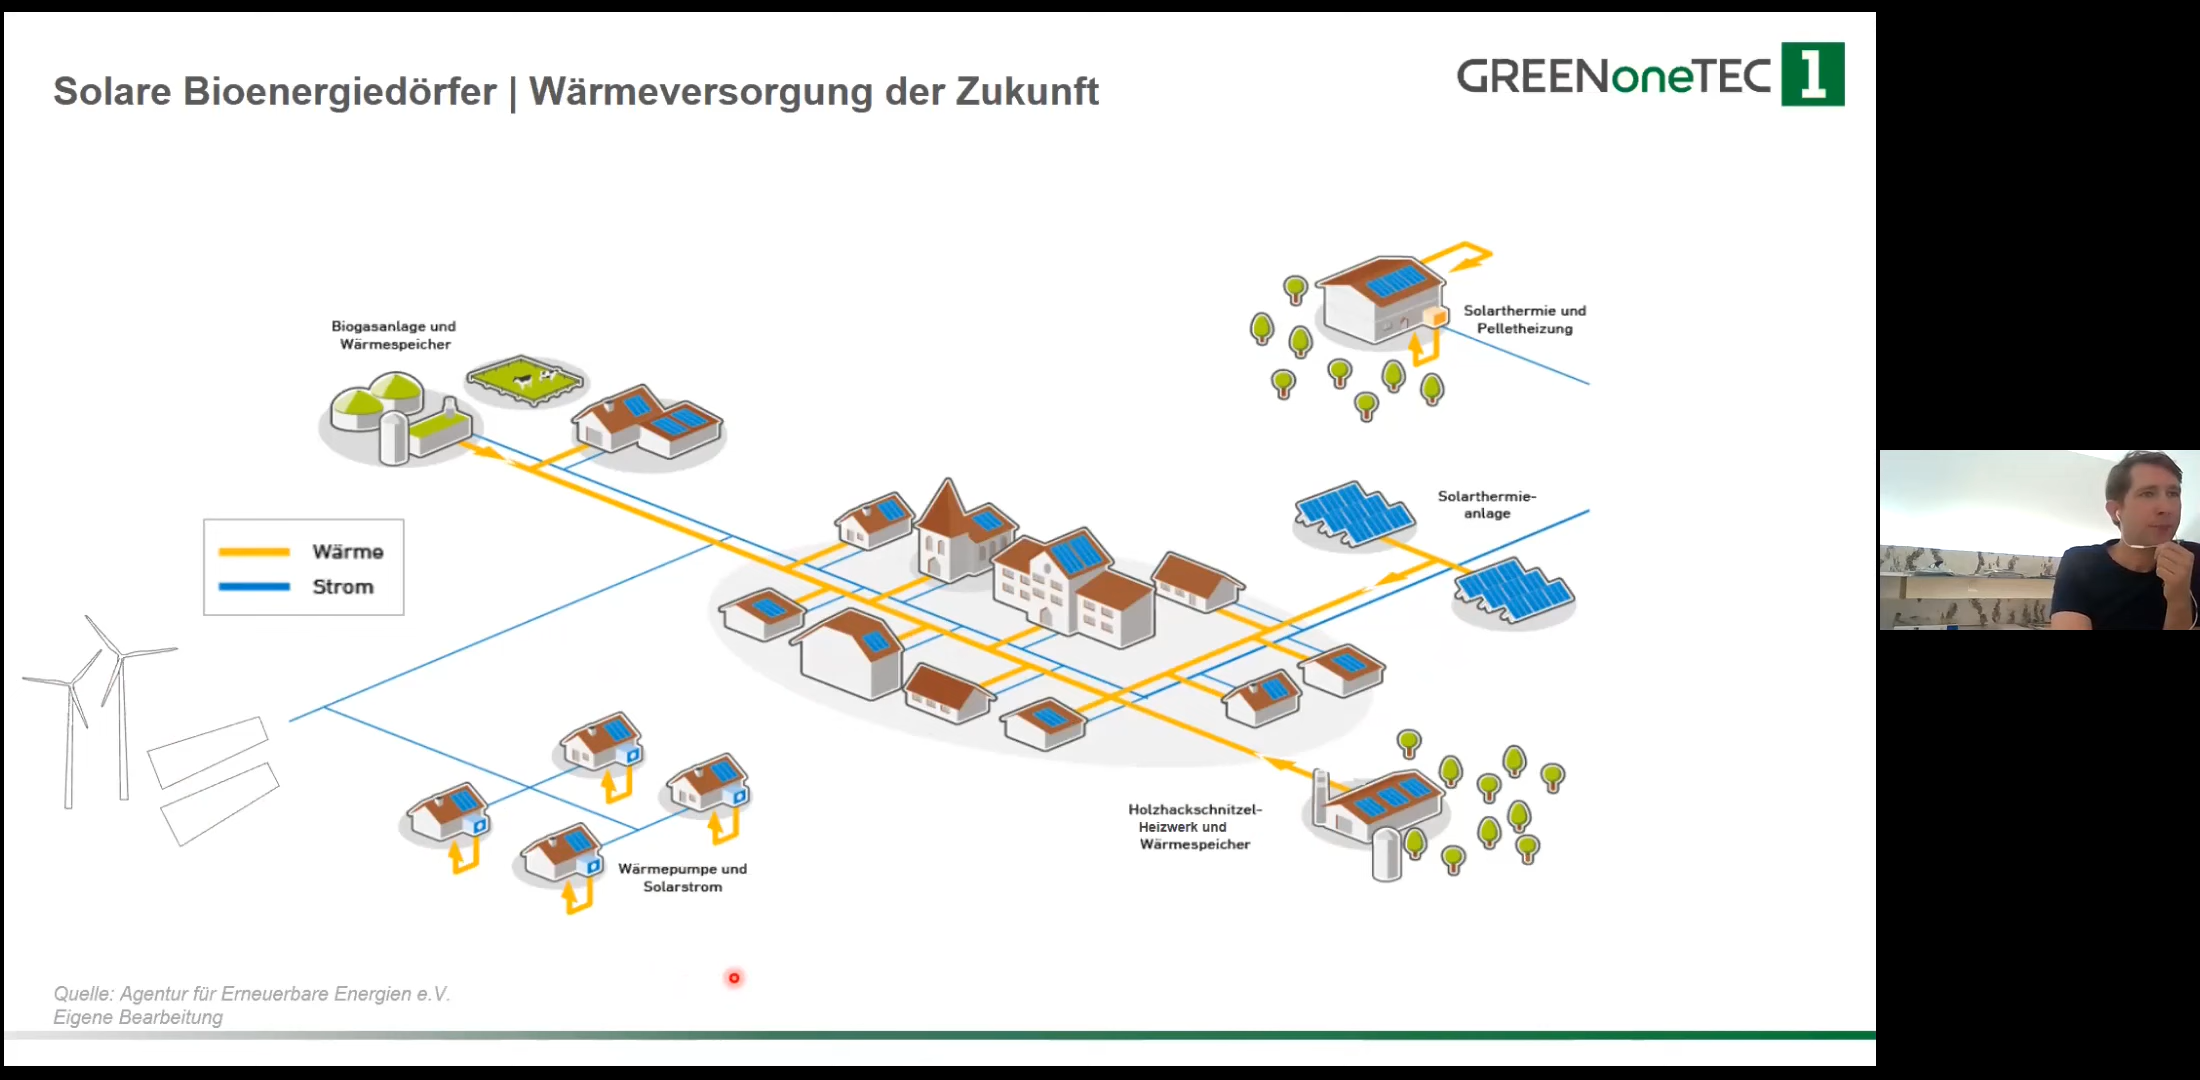 Solare Bioenergiedörfer | Wärmeversorgung der Zukunft
GREENoneTEC 1
Solarthermie und
Pelletheizung
Biogasanlage und
Wärmespeicher
Solarthermie-
anlage
Wärme
Strom
Holzhackschnitzel-
Heizwerk und
Wärmespeicher
Wärmepumpe und
Solarstrom
Quelle: Agentur für Erneuerbare Energien e.V.
Eigene Bearbeitung